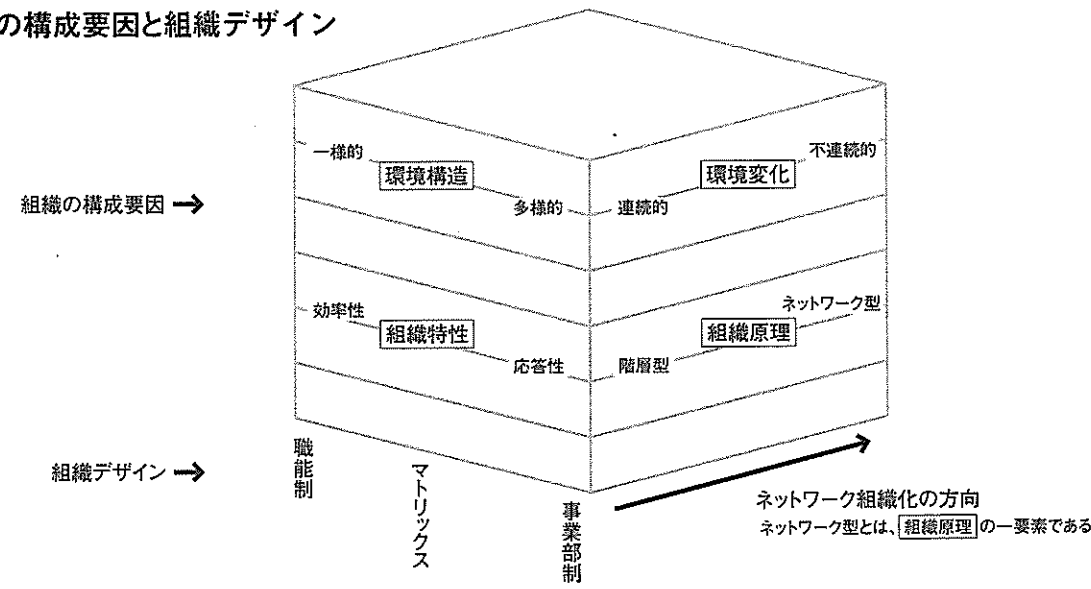 の構成要因と組織デザイン
一様的
環境構造
多様的
不連続的
環境変化
連続的
組織の構成要因→
効率性
組織特性
応答性
ネットワーク型
組織原理
階層型
組織デザイン→
職能制
マトリックス
事業部制
ネットワーク組織化の方向
ネットワーク型とは、組織原理の一要素である